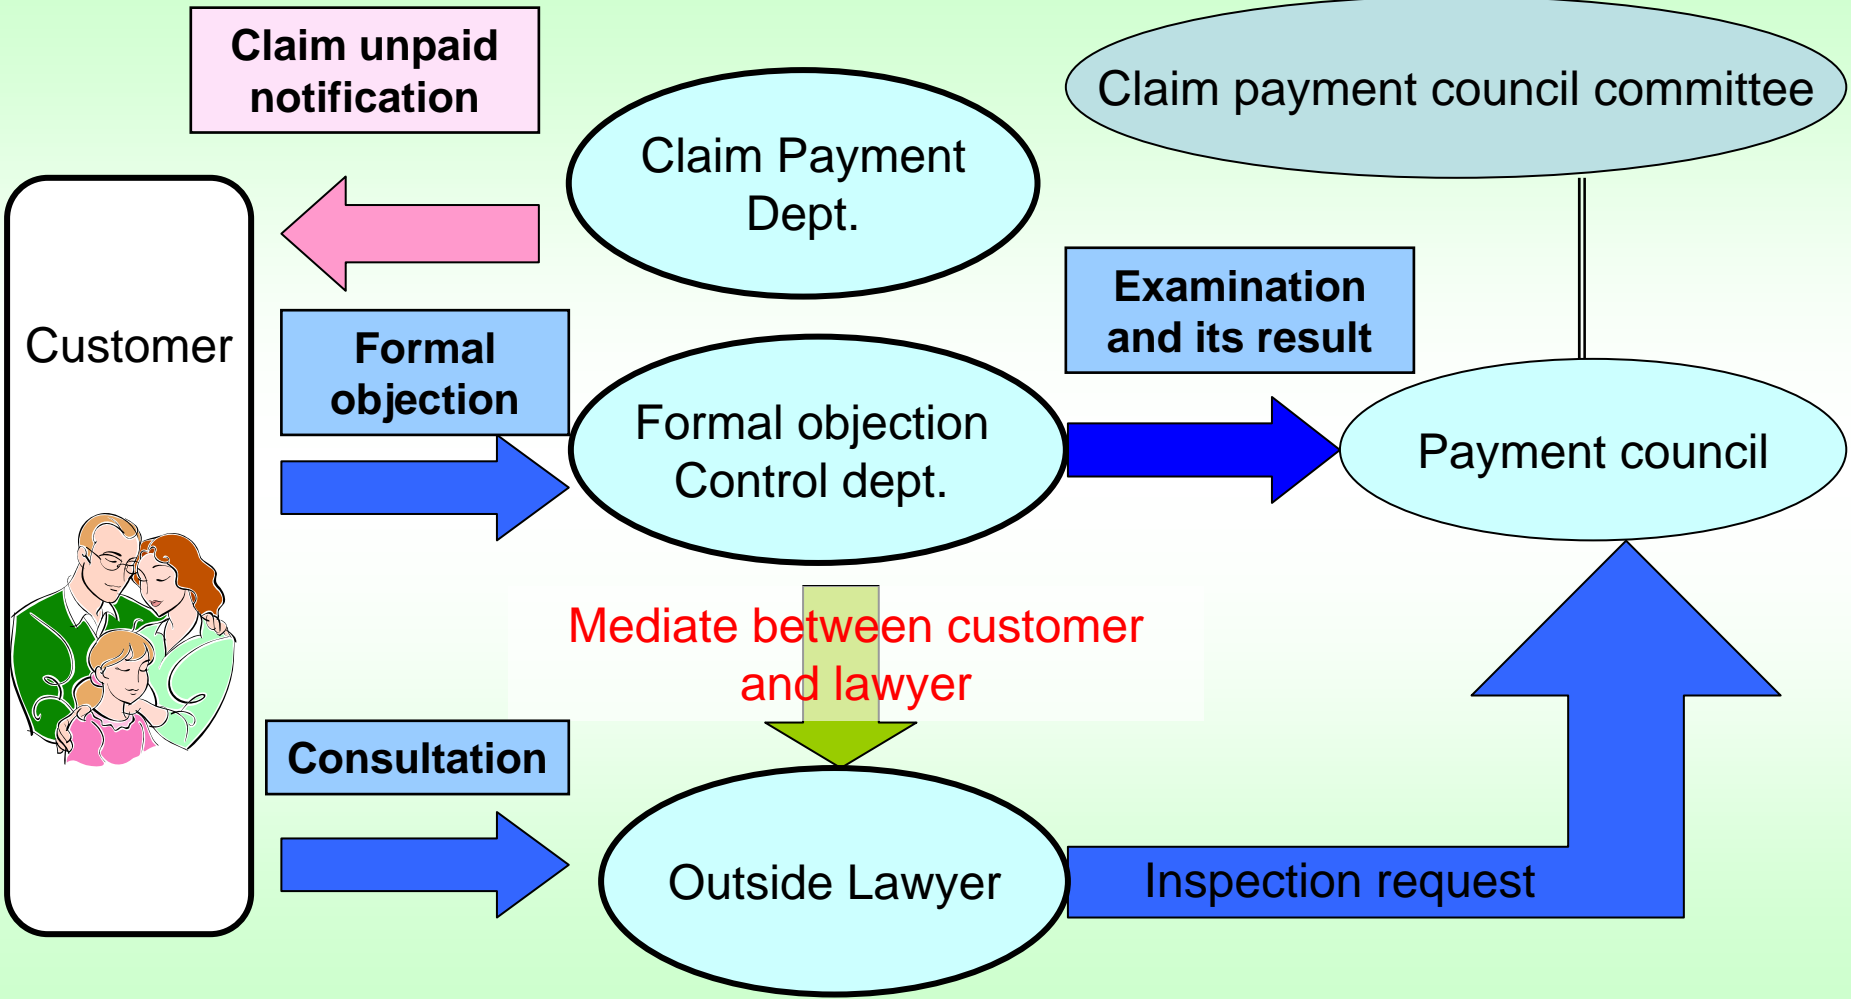 Claim unpaid
notification
Claim payment council committee
Claim Payment
Dept.
Customer
Formal
objection
Examination
and its result
Formal objection
Control dept.
Payment council
Mediate between customer
and lawyer
Consultation
Outside Lawyer
Inspection request